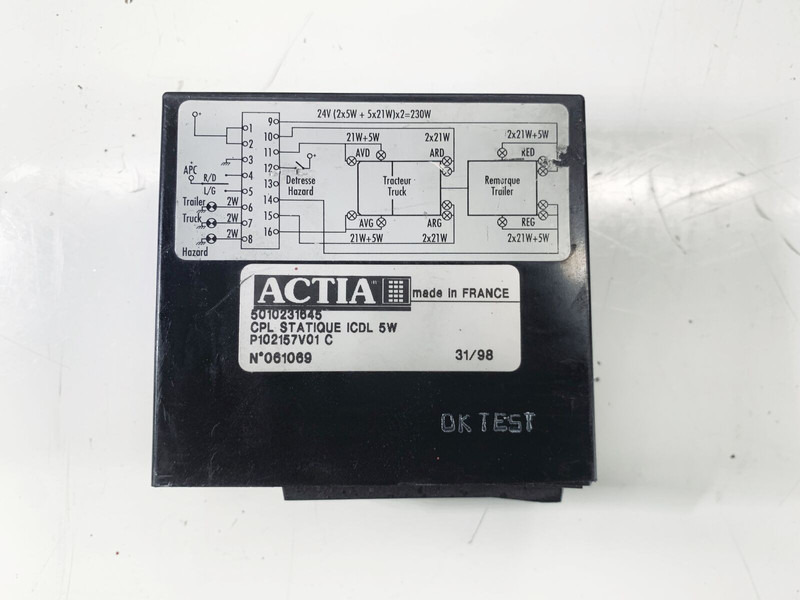 24V (2x5W + 5x21W)x2=230W
1 9
2 10
3 11
4 12
5 13
6 14
7 15
8 16
+
+
APC
R/D
L/G
Trailer 2W
Truck 2W
2W
Hazard
+
Detresse
Hazard
21W+5W 2x21W 2x21W+5W
AVD ARD RED
Tracteur
Truck
Remarque
Trailer
AVG ARG REG
21W+5W 2x21W 2x21W+5W
ACTIA made in FRANCE
5010231645
CPL STATIQUE ICDL 5W
P102157V01 C
N°061069 31/98
OK TEST